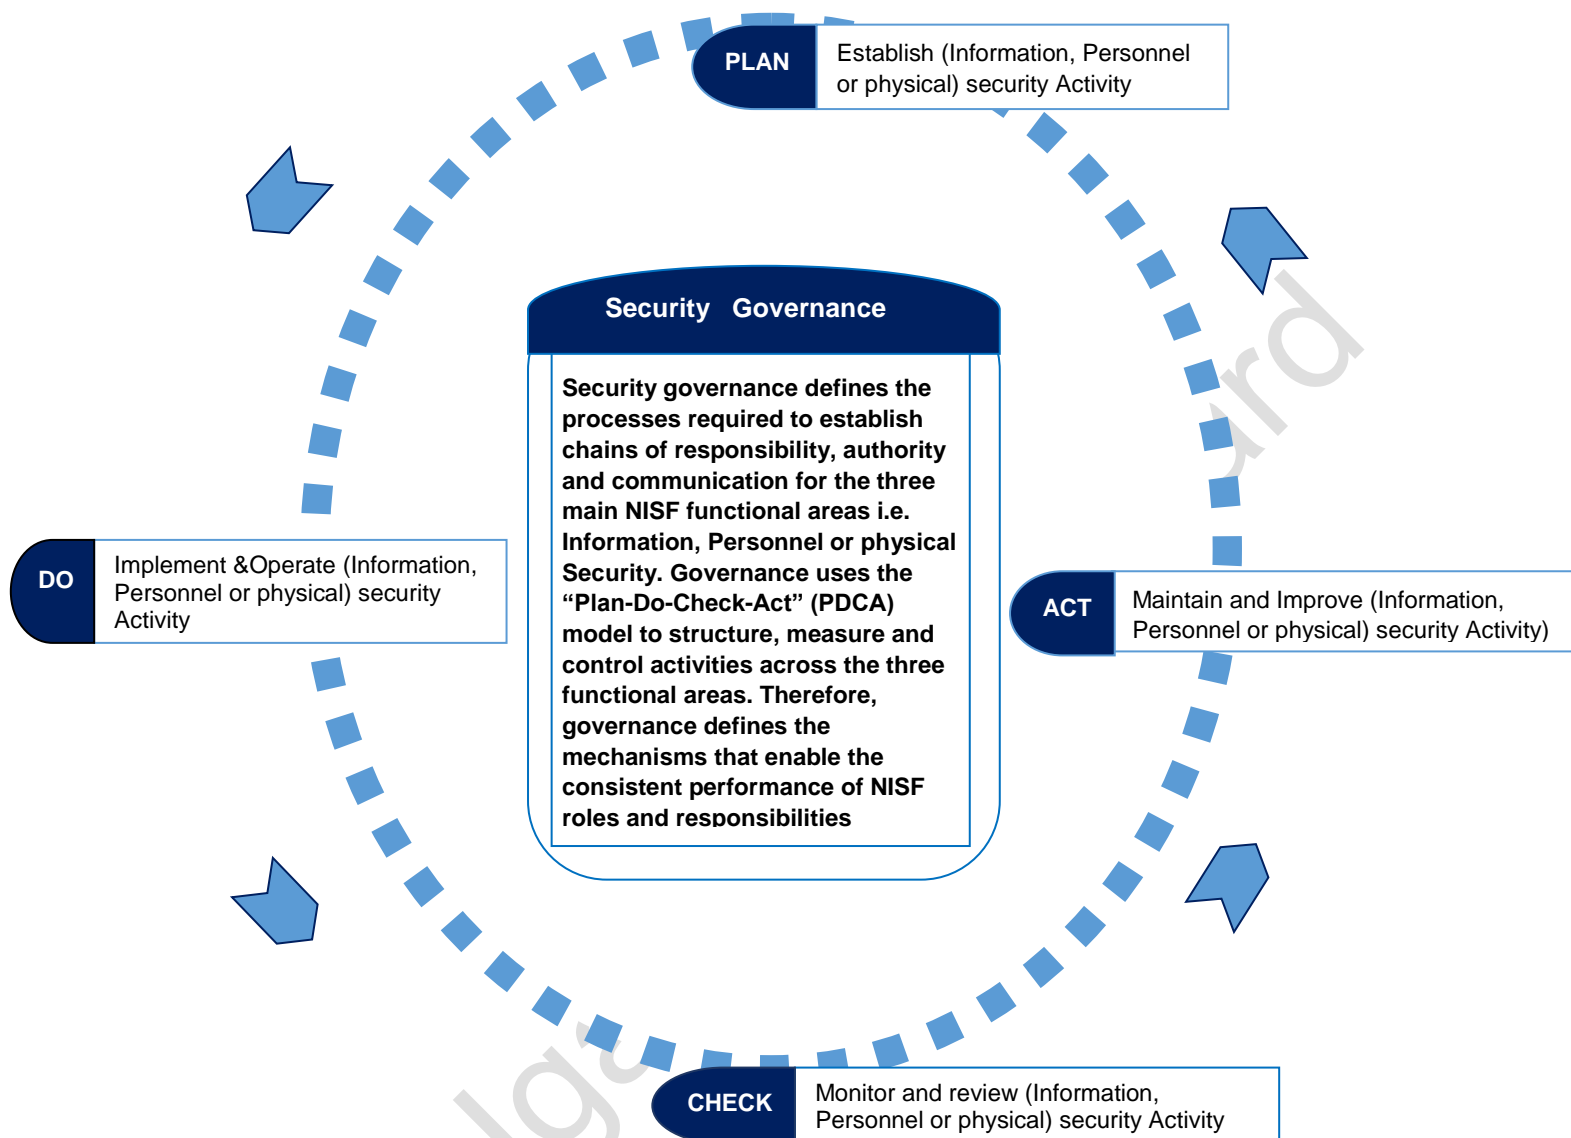 PLAN
Establish (Information, Personnel
or physical) security Activity
Security Governance
Security governance defines the
processes required to establish
chains of responsibility, authority
and communication for the three
main NISF functional areas i.e.
Information, Personnel or physical
Security. Governance uses the
“Plan-Do-Check-Act” (PDCA)
model to structure, measure and
control activities across the three
functional areas. Therefore,
governance defines the
mechanisms that enable the
consistent performance of NISF
roles and responsibilities
DO
Implement &Operate (Information,
Personnel or physical) security
Activity
ACT
Maintain and Improve (Information,
Personnel or physical) security Activity)
CHECK
Monitor and review (Information,
Personnel or physical) security Activity